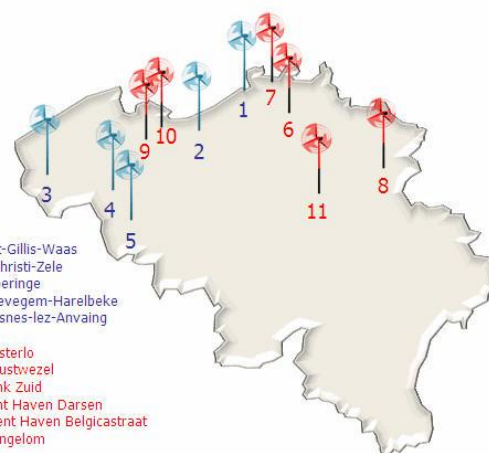 1
7
6
10
9
2
8
3
4
11
5
t-Gillis-Waas
hristi-Zele
eringe
evegem-Harelbeke
snes-lez-Anvaing
sterlo
ustwezel
nk Zuid
nt Haven Darsen
ent Haven Belgicastraat
ngelom